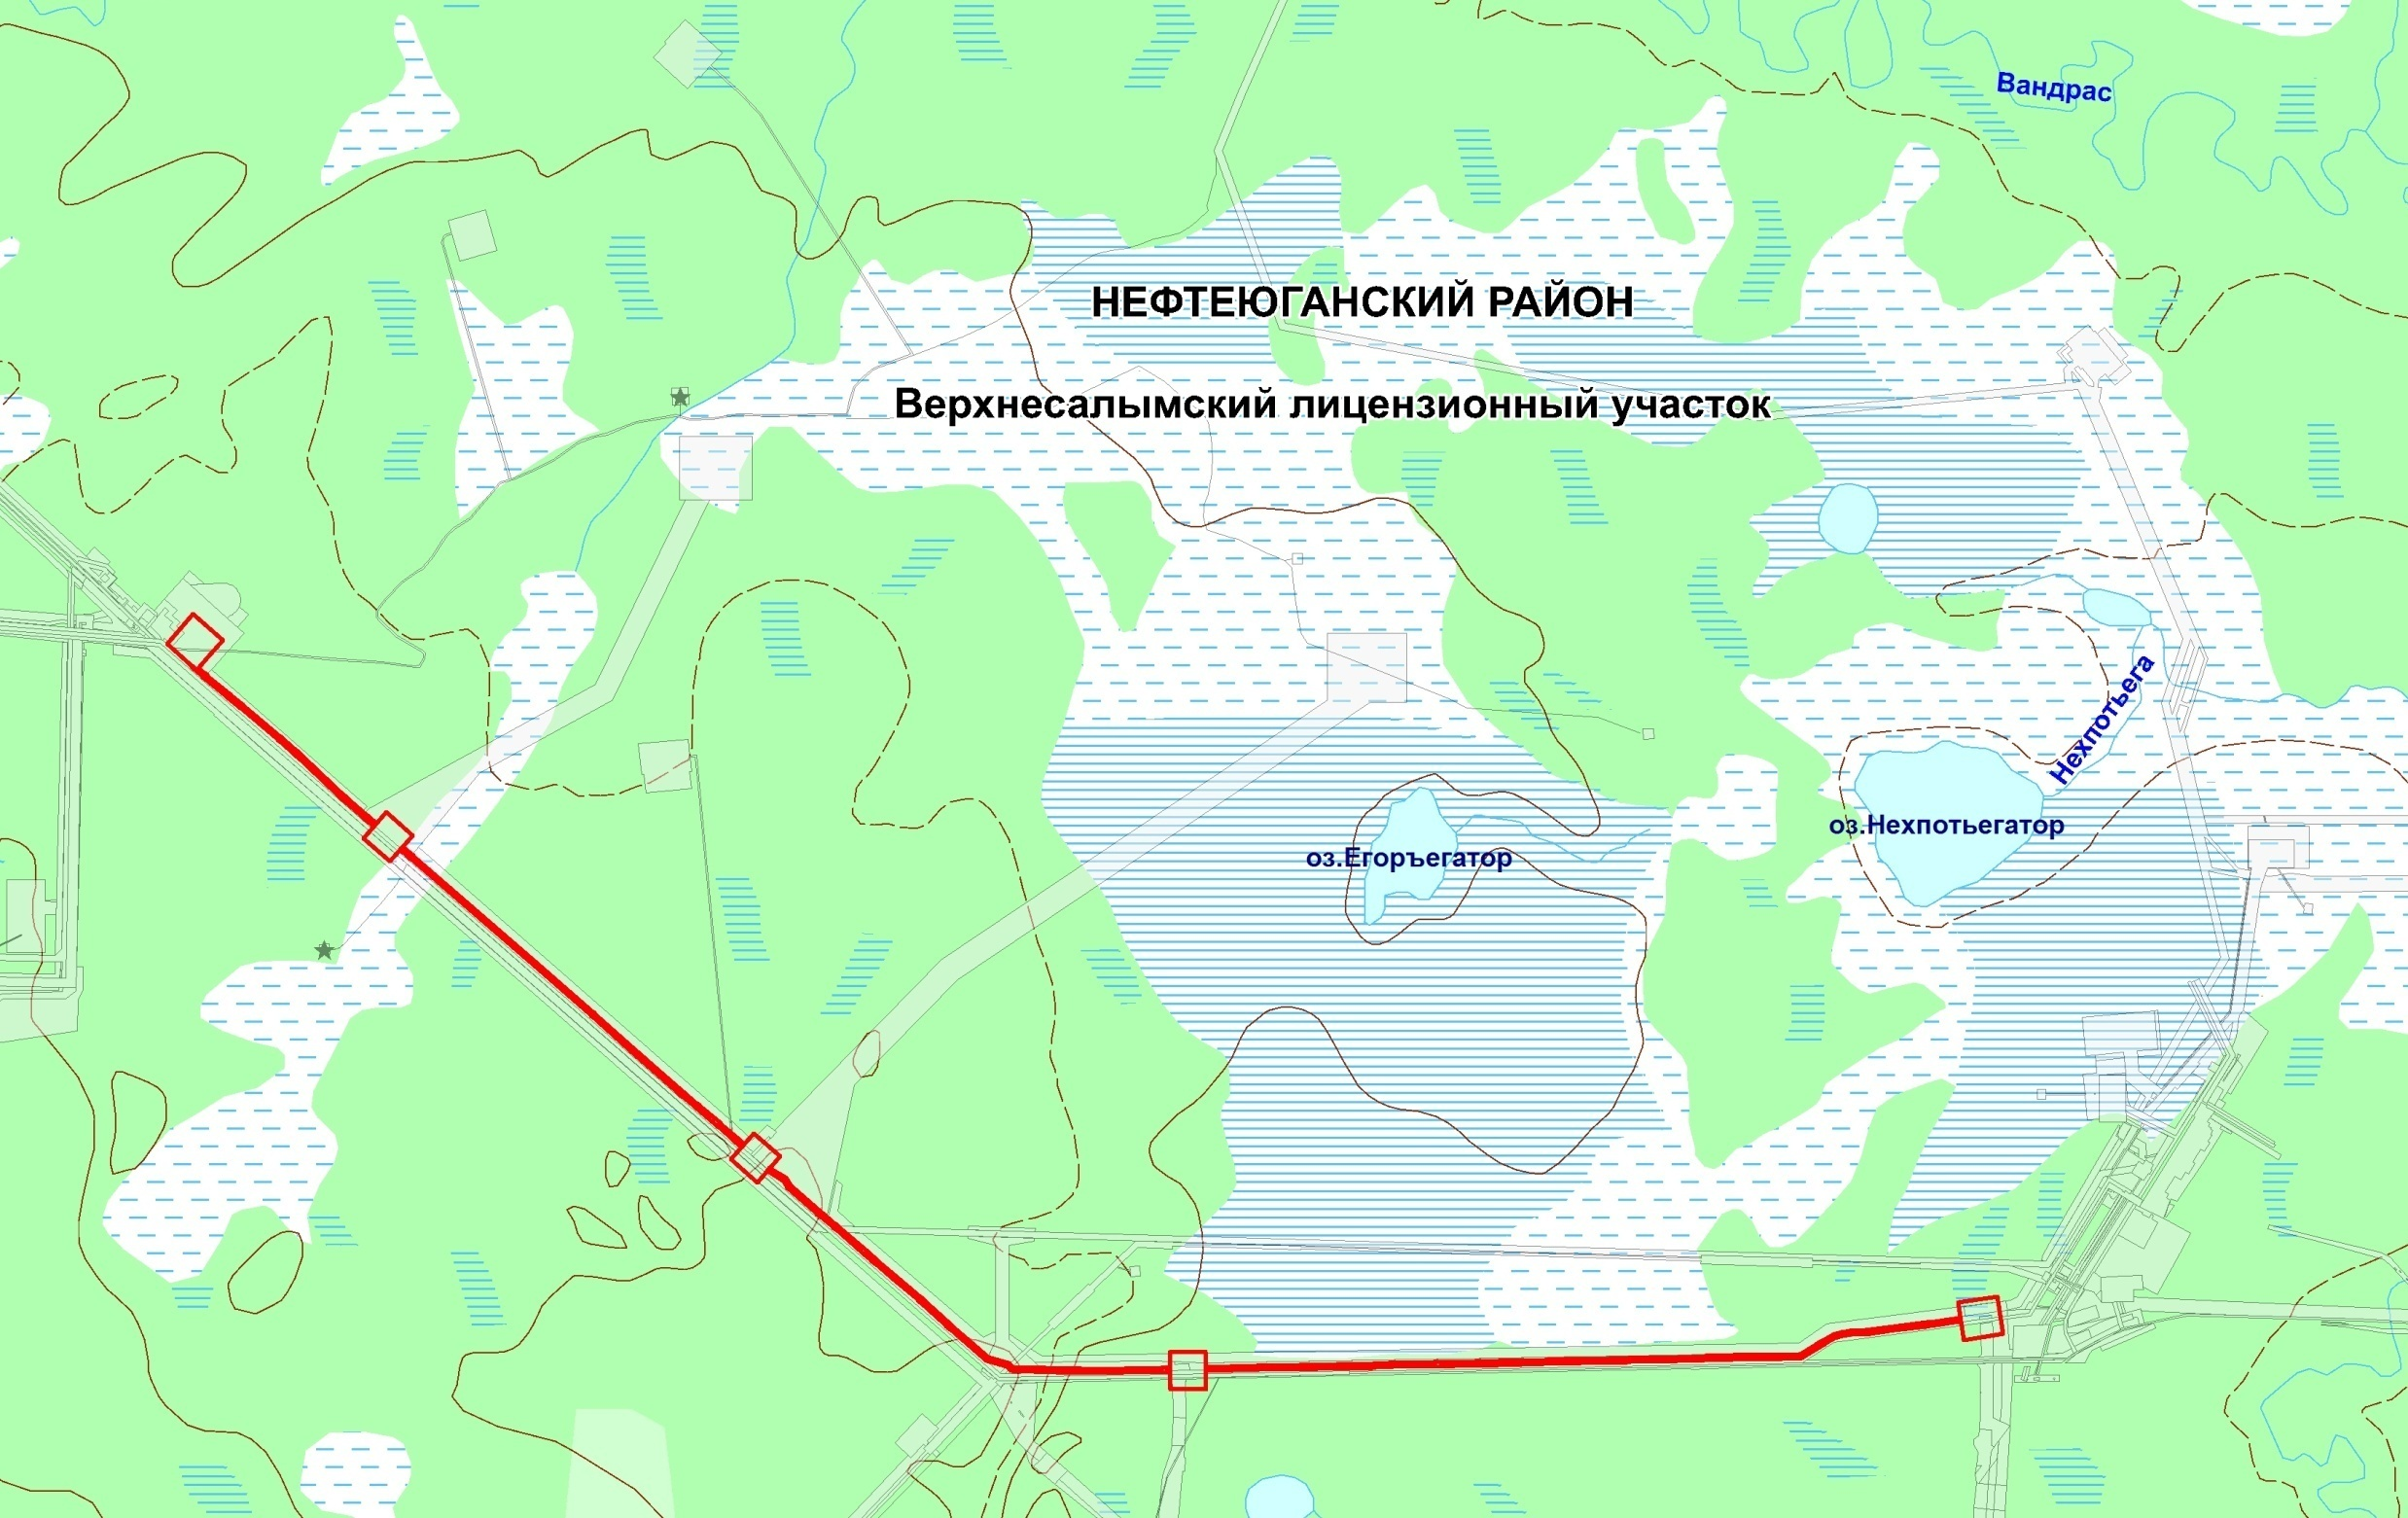 Вандрас
НЕФТЕЮГАНСКИЙ РАЙОН
Верхнесалымский лицензионный участок
Нехпотьега
оз.Нехпотьегатор
оз.Егоръегатор